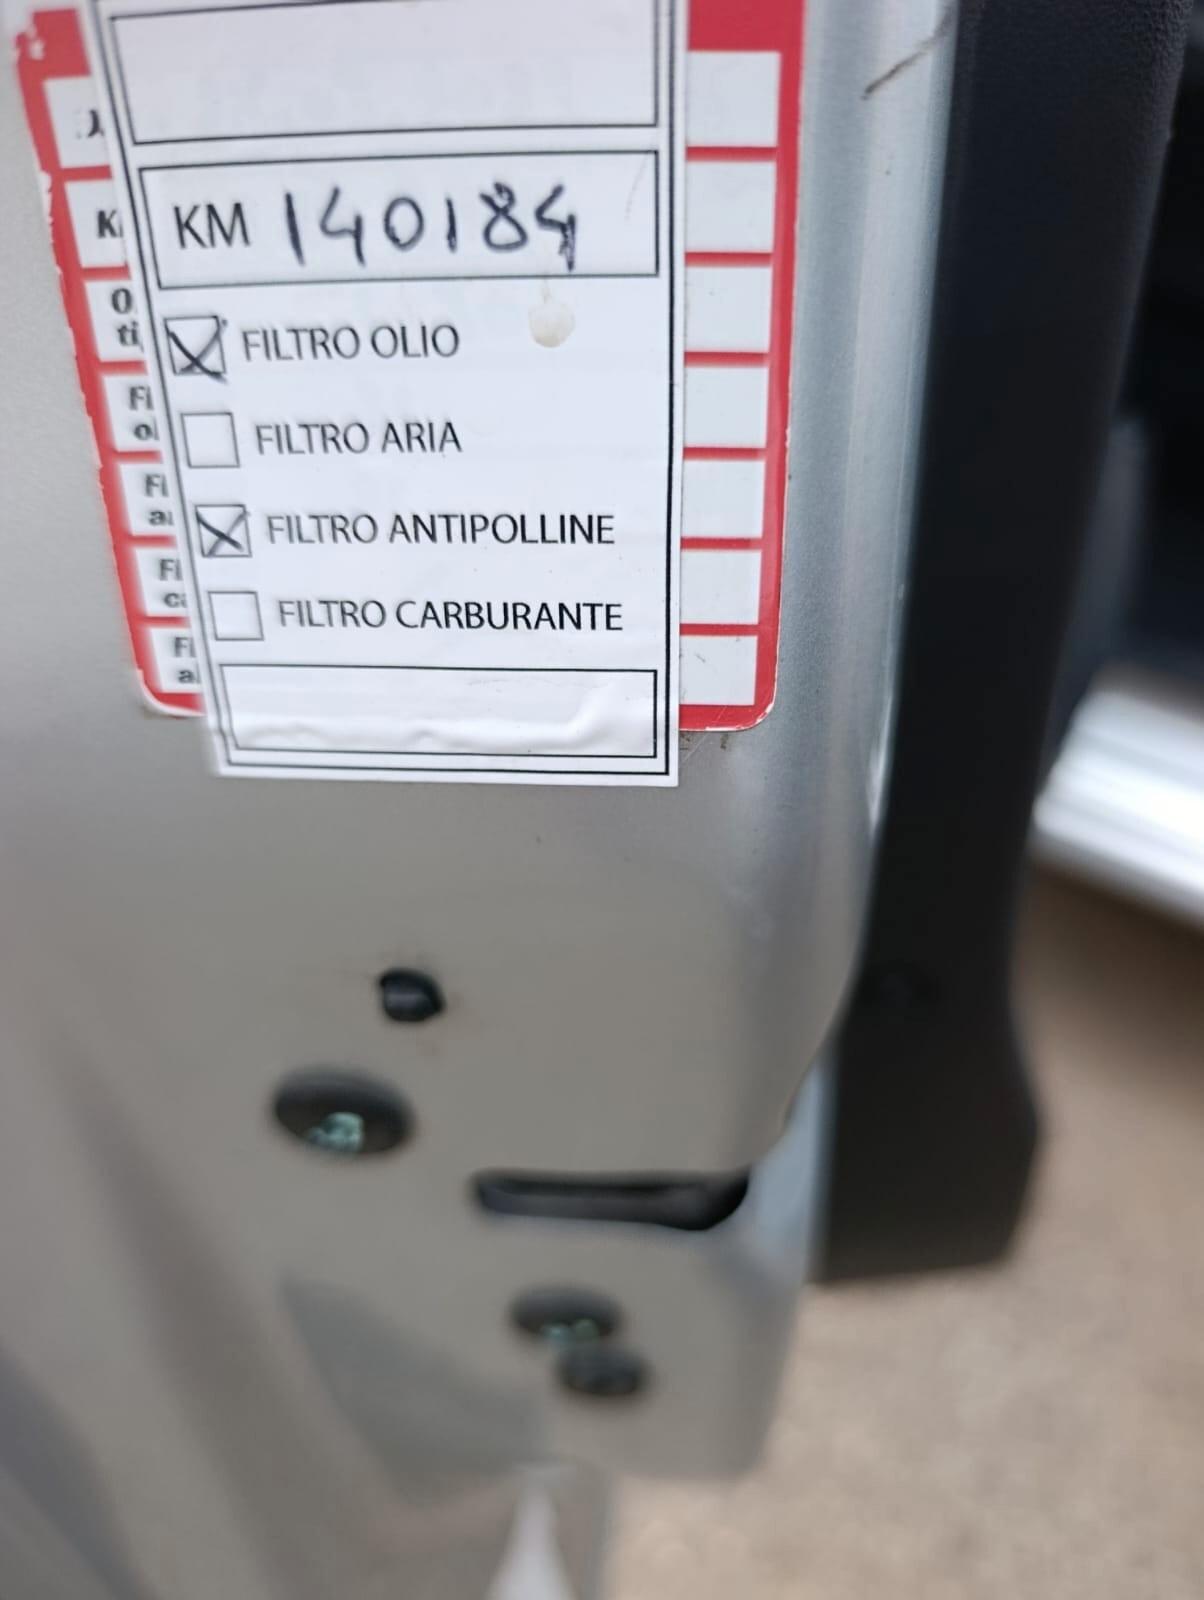 KM 140184
FILTRO OLIO
FILTRO ARIA
FILTRO ANTIPOLLINE
FILTRO CARBURANTE